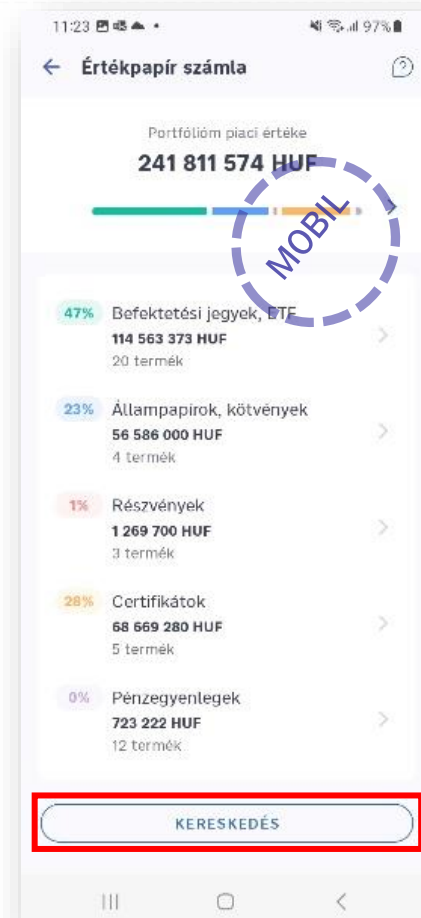 11:23
97%
Értékpapír számla
Portfólióm piaci értéke
241 811 574 HUF
MOBIL
47% Befektetési jegyek, ETF
114 563 373 HUF
20 termék
23% Állampapírok, kötvények
56 586 000 HUF
4 termék
1% Részvények
1 269 700 HUF
3 termék
28% Certifikátok
68 669 280 HUF
5 termék
0% Pénzegyenlegek
723 222 HUF
12 termék
KERESKEDÉS